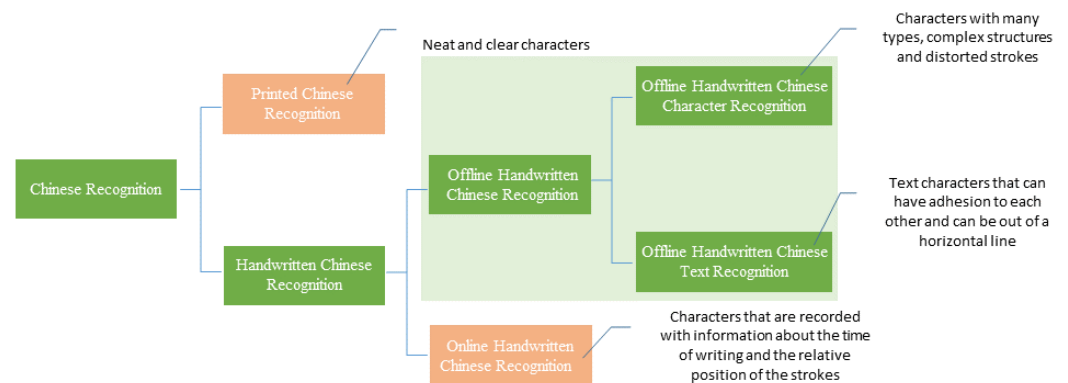 Characters with many
types, complex structures
and distorted strokes
Neat and clear characters
Printed Chinese
Recognition
Offline Handwritten Chinese
Character Recognition
Chinese Recognition
Offline Handwritten
Chinese Recognition
Text characters that can
have adhesion to each
other and can be out of a
horizontal line
Handwritten Chinese
Recognition
Offline Handwritten Chinese
Text Recognition
Online Handwritten
Chinese Recognition
Characters that are recorded
with information about the time
of writing and the relative
position of the strokes